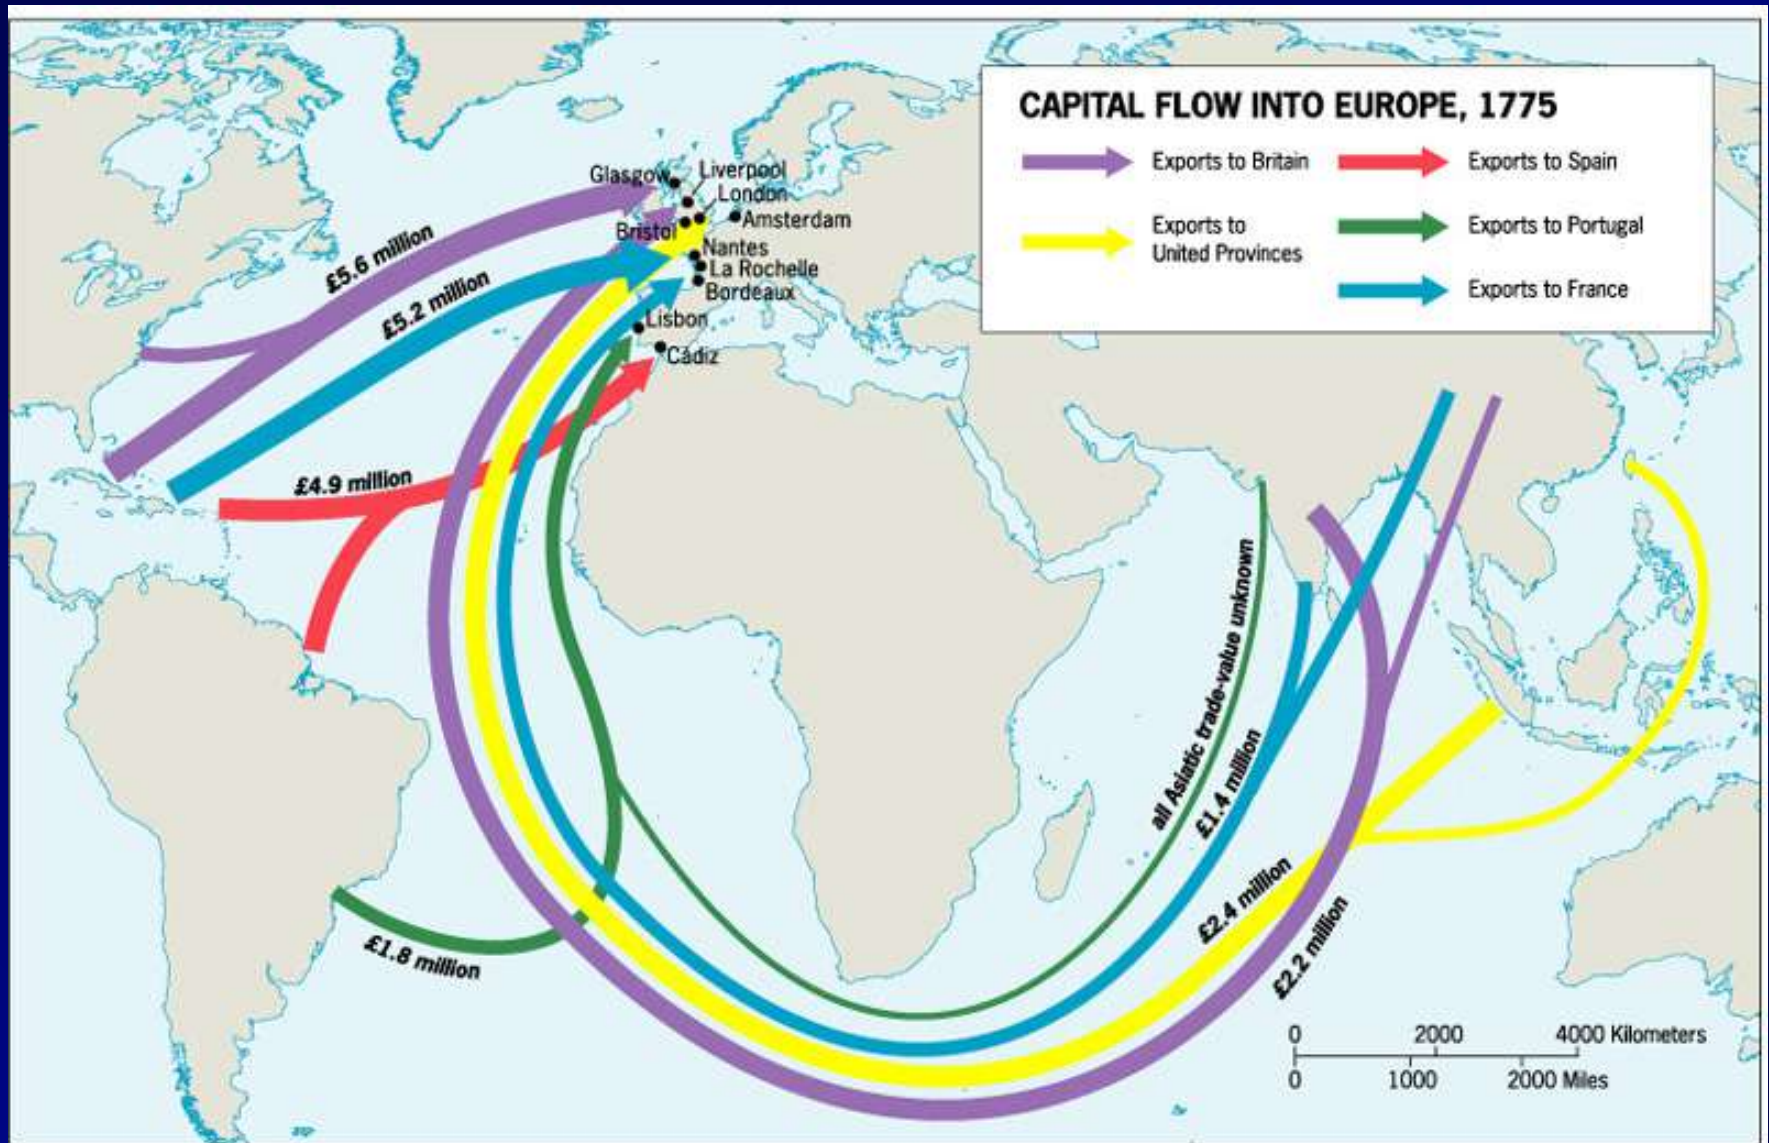 CAPITAL FLOW INTO EUROPE, 1775
Exports to Britain
Exports to Spain
Exports to
United Provinces
Exports to Portugal
Exports to France
Glasgow
Liverpool
London
Amsterdam
Bristol
Nantes
La Rochelle
Bordeaux
Lisbon
Cádiz
£5.6 million
£5.2 million
£4.9 million
£1.8 million
all Asiatic trade-value unknown
£1.4 million
£2.4 million
£2.2 million
0 2000 4000 Kilometers
0 1000 2000 Miles